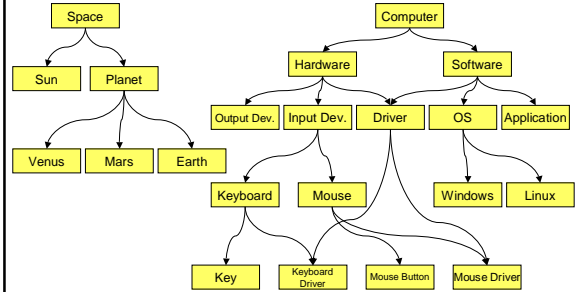 Space
Computer
Hardware
Software
Sun
Planet
Output Dev.
Input Dev.
Driver
OS
Application
Venus
Mars
Earth
Keyboard
Mouse
Windows
Linux
Key
Keyboard
Driver
Mouse Button
Mouse Driver